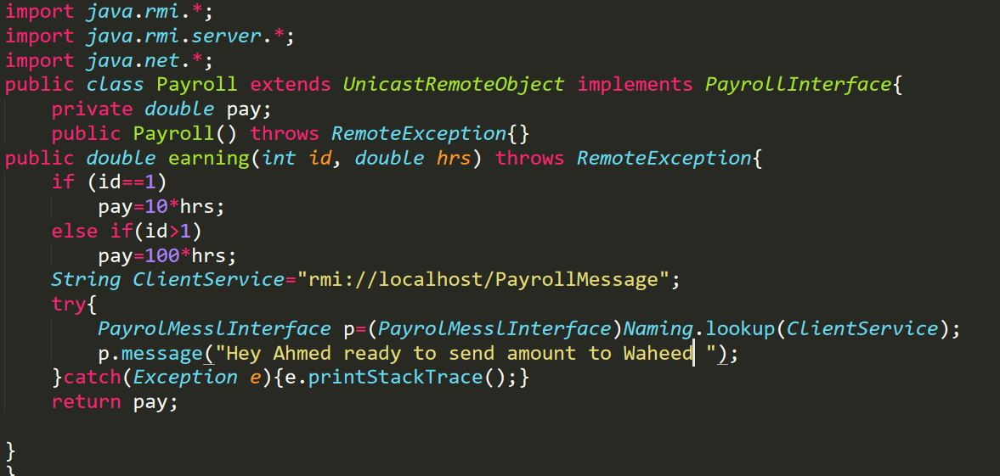 import java.rmi.*;
import java.rmi.server.*;
import java.net.*;
public class Payroll extends UnicastRemoteObject implements PayrollInterface{
    private double pay;
    public Payroll() throws RemoteException{}
public double earning(int id, double hrs) throws RemoteException{
    if (id==1)
        pay=10*hrs;
    else if(id>1)
        pay=100*hrs;
    String ClientService="rmi://localhost/PayrollMessage";
    try{
        PayrolMesslInterface p=(PayrolMesslInterface)Naming.lookup(ClientService);
        p.message("Hey Ahmed ready to send amount to Waheed ");
    }catch(Exception e){e.printStackTrace();}
    return pay;

}
}